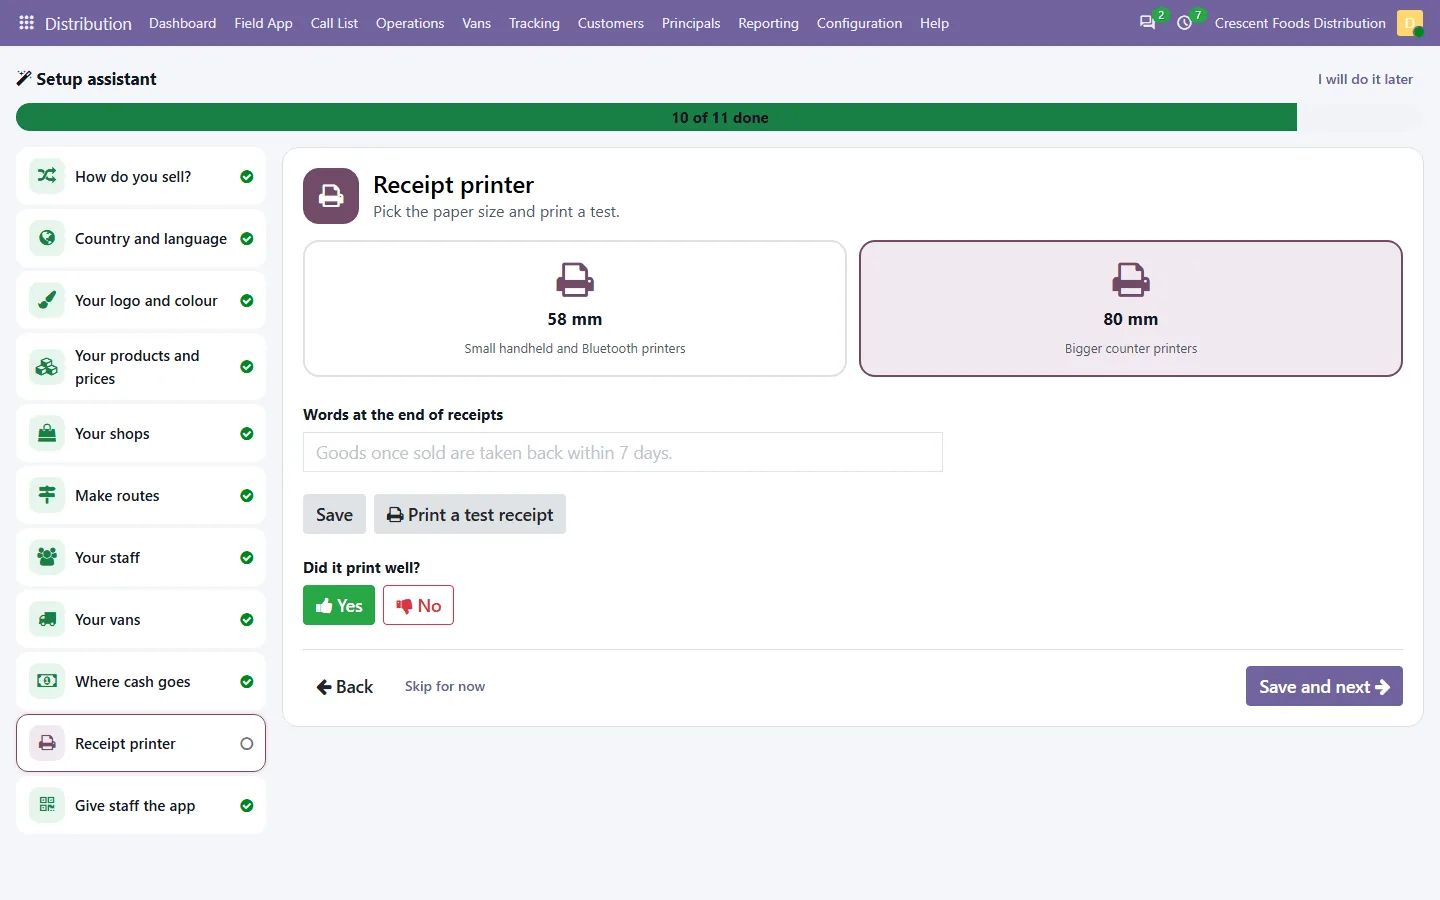 Distribution Dashboard Field App Call List Operations Vans Tracking Customers Principals Reporting Configuration Help 2 7 Crescent Foods Distribution D
Setup assistant
I will do it later
10 of 11 done
How do you sell?
Country and language
Your logo and colour
Your products and
prices
Your shops
Make routes
Your staff
Your vans
Where cash goes
Receipt printer
Give staff the app
Receipt printer
Pick the paper size and print a test.
58 mm
Small handheld and Bluetooth printers
80 mm
Bigger counter printers
Words at the end of receipts
Goods once sold are taken back within 7 days.
Save
Print a test receipt
Did it print well?
Yes
No
Back
Skip for now
Save and next